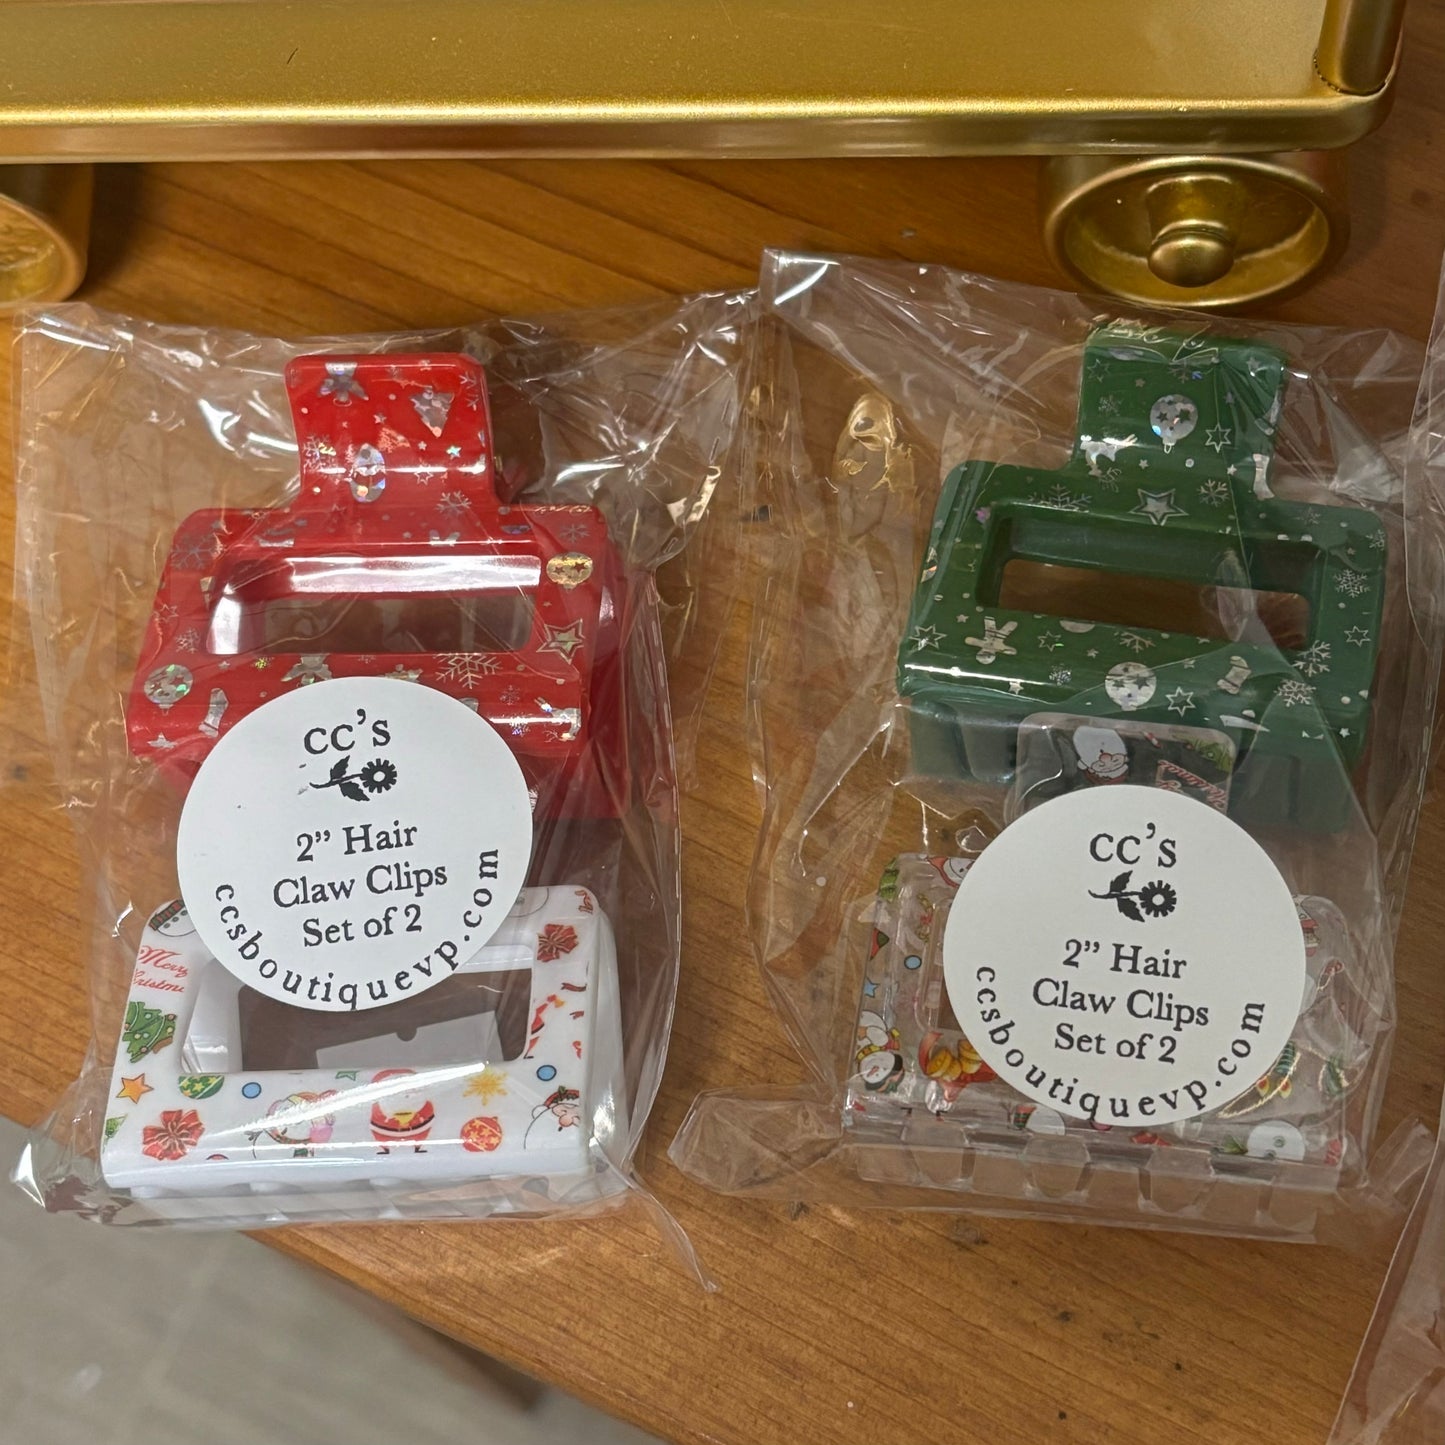 CC's
2” Hair
Claw Clips
Set of 2
ccsboutiquevp.com
Merry
CC's
2” Hair
Claw Clips
Set of 2
ccsboutiquevp.com